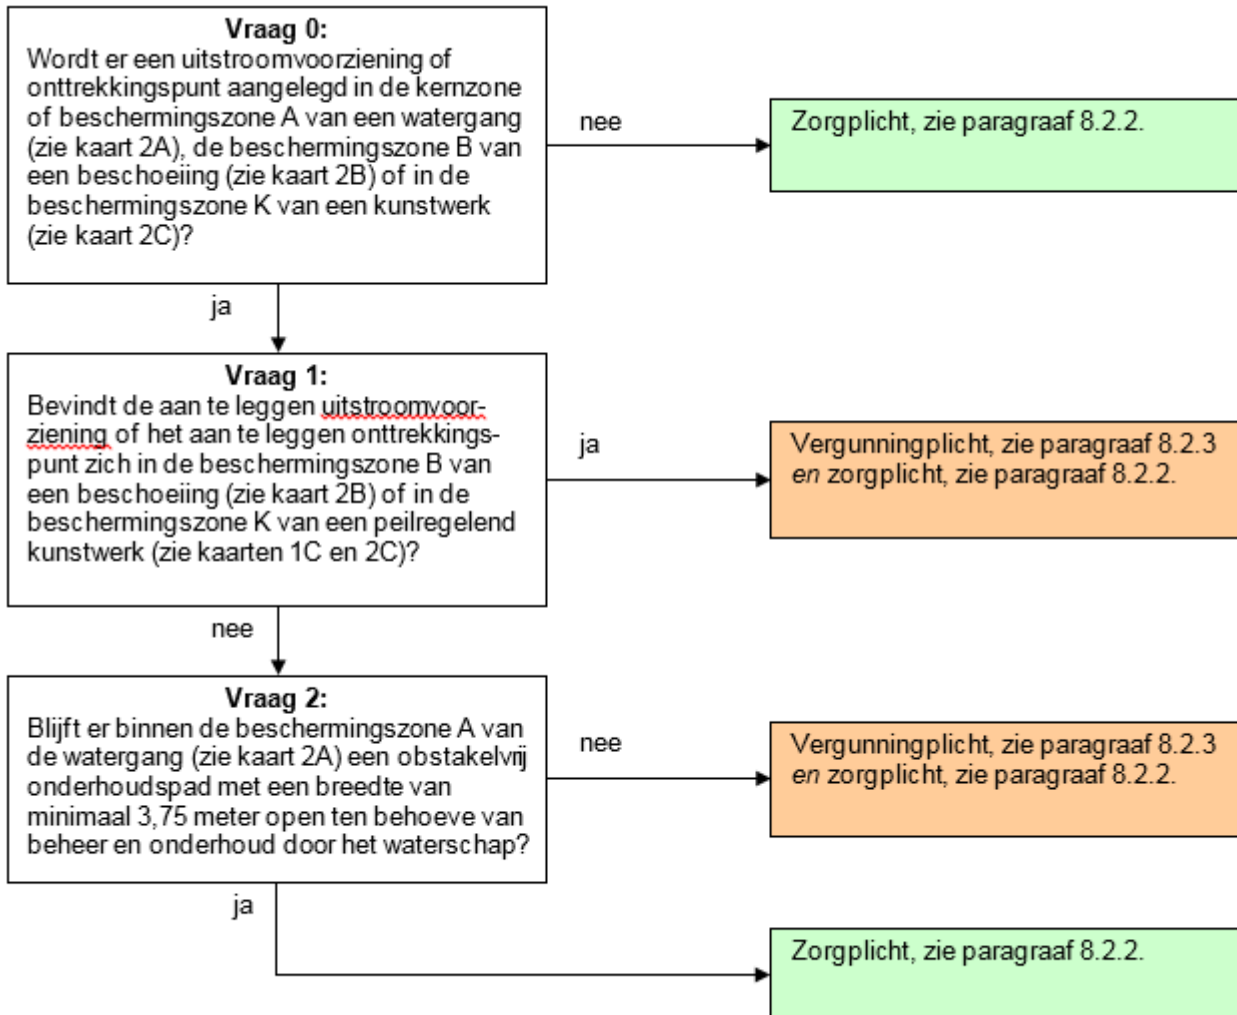 Vraag 0:
Wordt er een uitstroomvoorziening of
onttrekkingspunt aangelegd in de kernzone
of beschermingszone A van een watergang
(zie kaart 2A), de beschermingszone B van
een beschoeiing (zie kaart 2B) of in de
beschermingszone K van een kunstwerk
(zie kaart 2C)?
nee
Zorgplicht, zie paragraaf 8.2.2.
ja
Vraag 1:
Bevindt de aan te leggen uitstroomvoor-
ziening of het aan te leggen onttrekkings-
punt zich in de beschermingszone B van
een beschoeiing (zie kaart 2B) of in de
beschermingszone K van een peilregelend
kunstwerk (zie kaarten 1C en 2C)?
ja
Vergunningplicht, zie paragraaf 8.2.3
en zorgplicht, zie paragraaf 8.2.2.
nee
Vraag 2:
Blijft er binnen de beschermingszone A van
de watergang (zie kaart 2A) een obstakelvrij
onderhoudspad met een breedte van
minimaal 3,75 meter open ten behoeve van
beheer en onderhoud door het waterschap?
nee
Vergunningplicht, zie paragraaf 8.2.3
en zorgplicht, zie paragraaf 8.2.2.
ja
Zorgplicht, zie paragraaf 8.2.2.